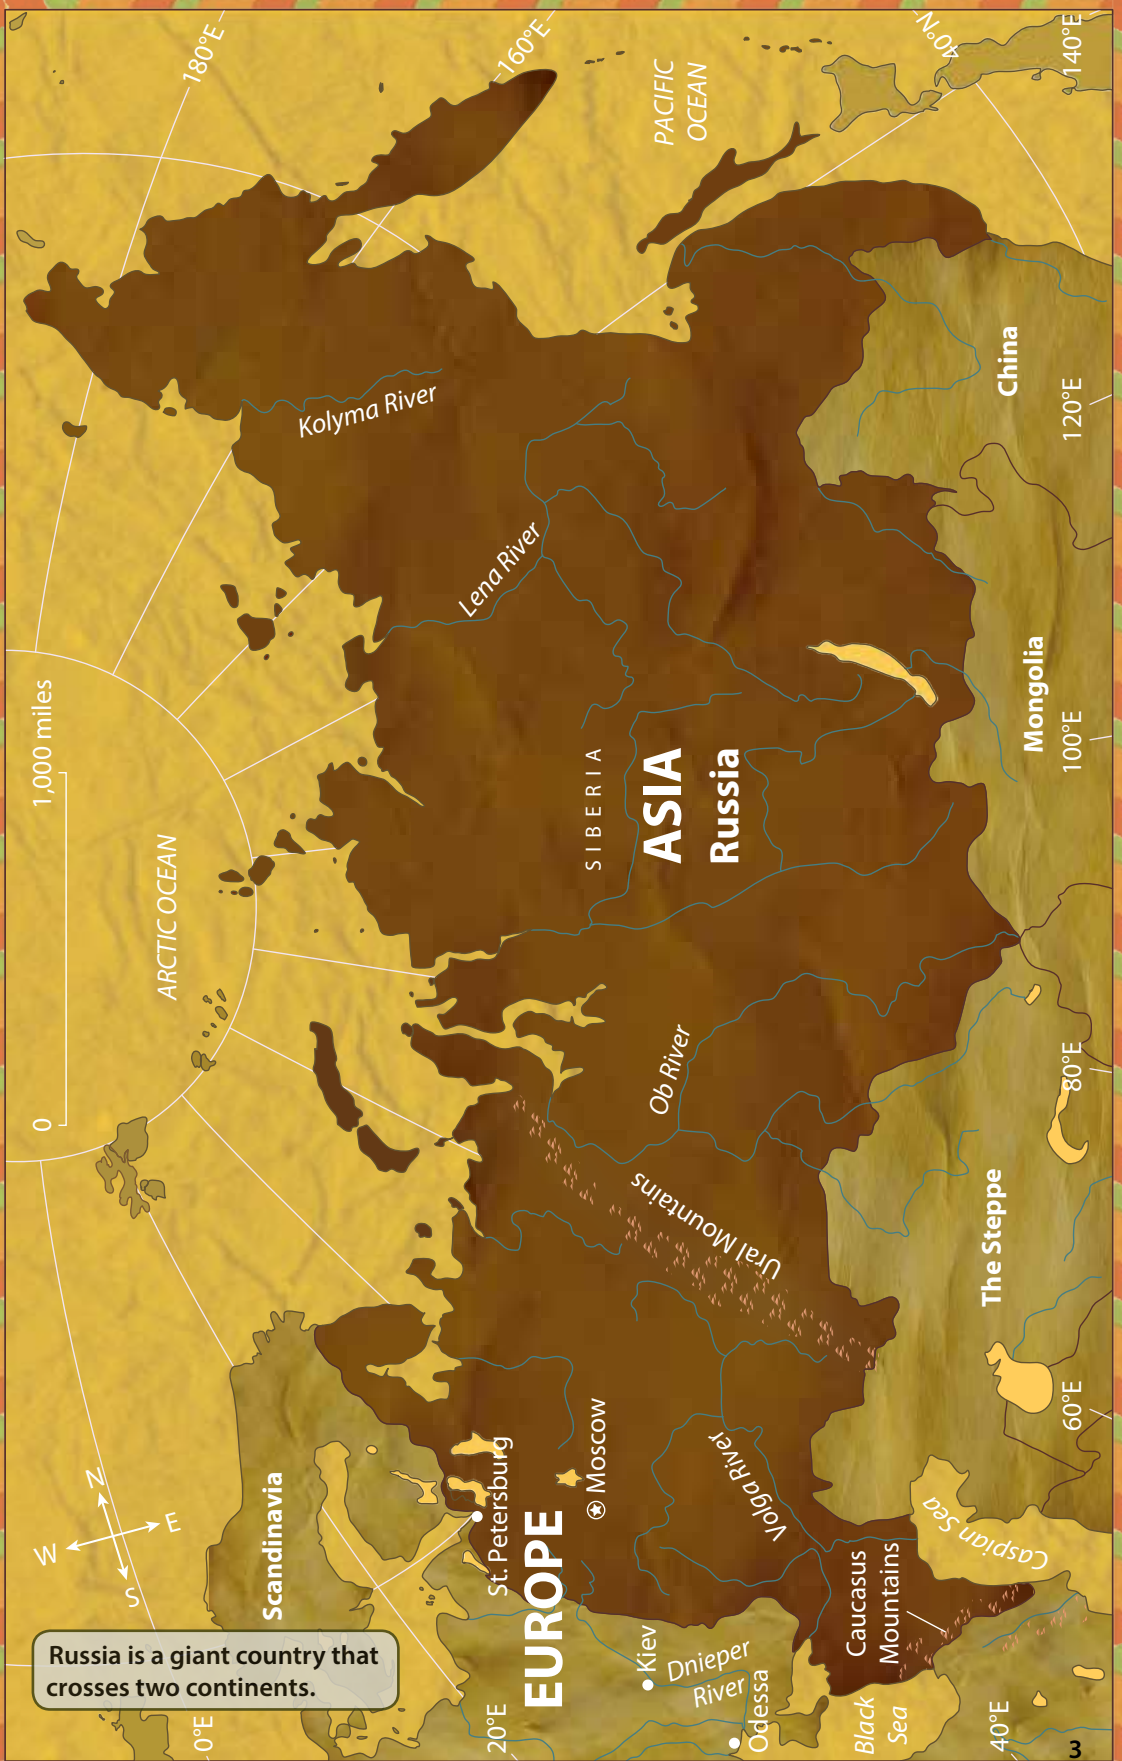 180°E
160°E
40°N
140°E
PACIFIC
OCEAN
Kolyma River
China
120°E
Lena River
1,000 miles
0
ARCTIC OCEAN
SIBERIA
ASIA
Russia
Mongolia
100°E
Ob River
80°E
Ural Mountains
The Steppe
60°E
N
W
E
S
Scandinavia
St. Petersburg
Moscow
EUROPE
Volga River
Caspian Sea
Caucasus
Mountains
Kiev
Dnieper
River
Odessa
Black
Sea
0°E
20°E
40°E
Russia is a giant country that
crosses two continents.
3